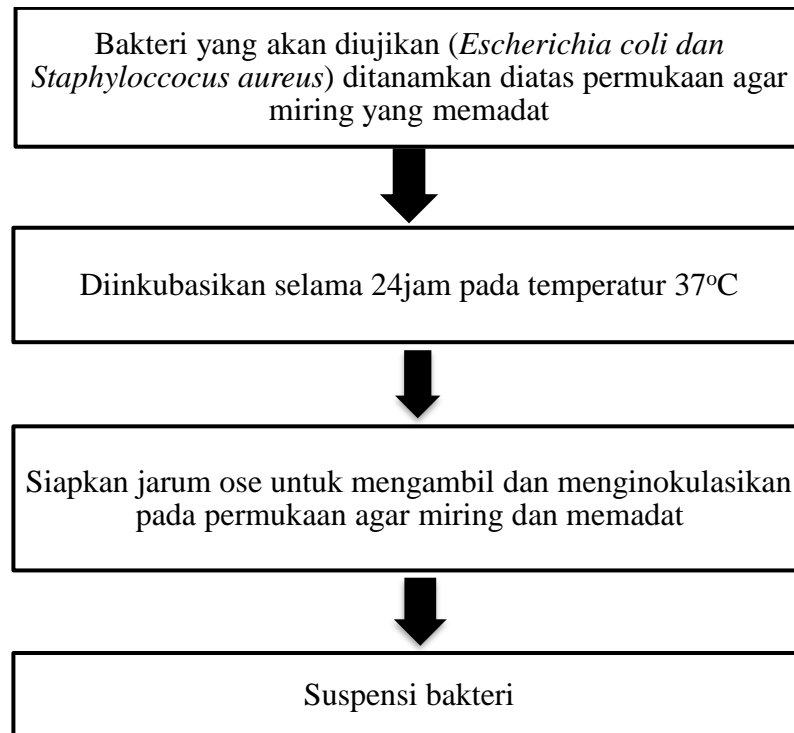 Bakteri yang akan diujikan (Escherichia coli dan
Staphyloccocus aureus) ditanamkan diatas permukaan agar
miring yang memadat
Diinkubasikan selama 24jam pada temperatur 37°C
Siapkan jarum ose untuk mengambil dan menginokulasikan
pada permukaan agar miring dan memadat
Suspensi bakteri